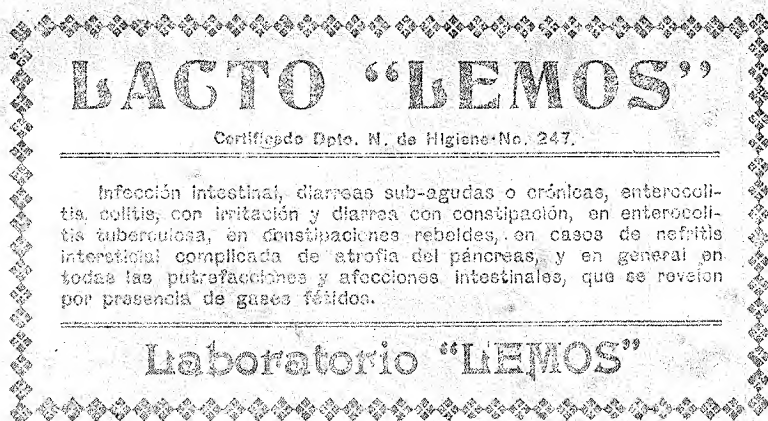 LACTO “LEMOS”
Certificado Dpto. N. de Higiene·No. 247.
Infección intestinal, diarreas sub-agudas o crónicas, enterocoli-
tis, colitis, con irritación y diarrea con constipación, en enterocoli-
tis tuberculosa, en constipaciones rebeldes, en casos de nefritis
intersticial complicada de atrofia del páncreas, y en general en
todas las putrefacciones y afecciones intestinales, que se revelan
por presencia de gases fétidos.
Laboratorio “LEMOS”